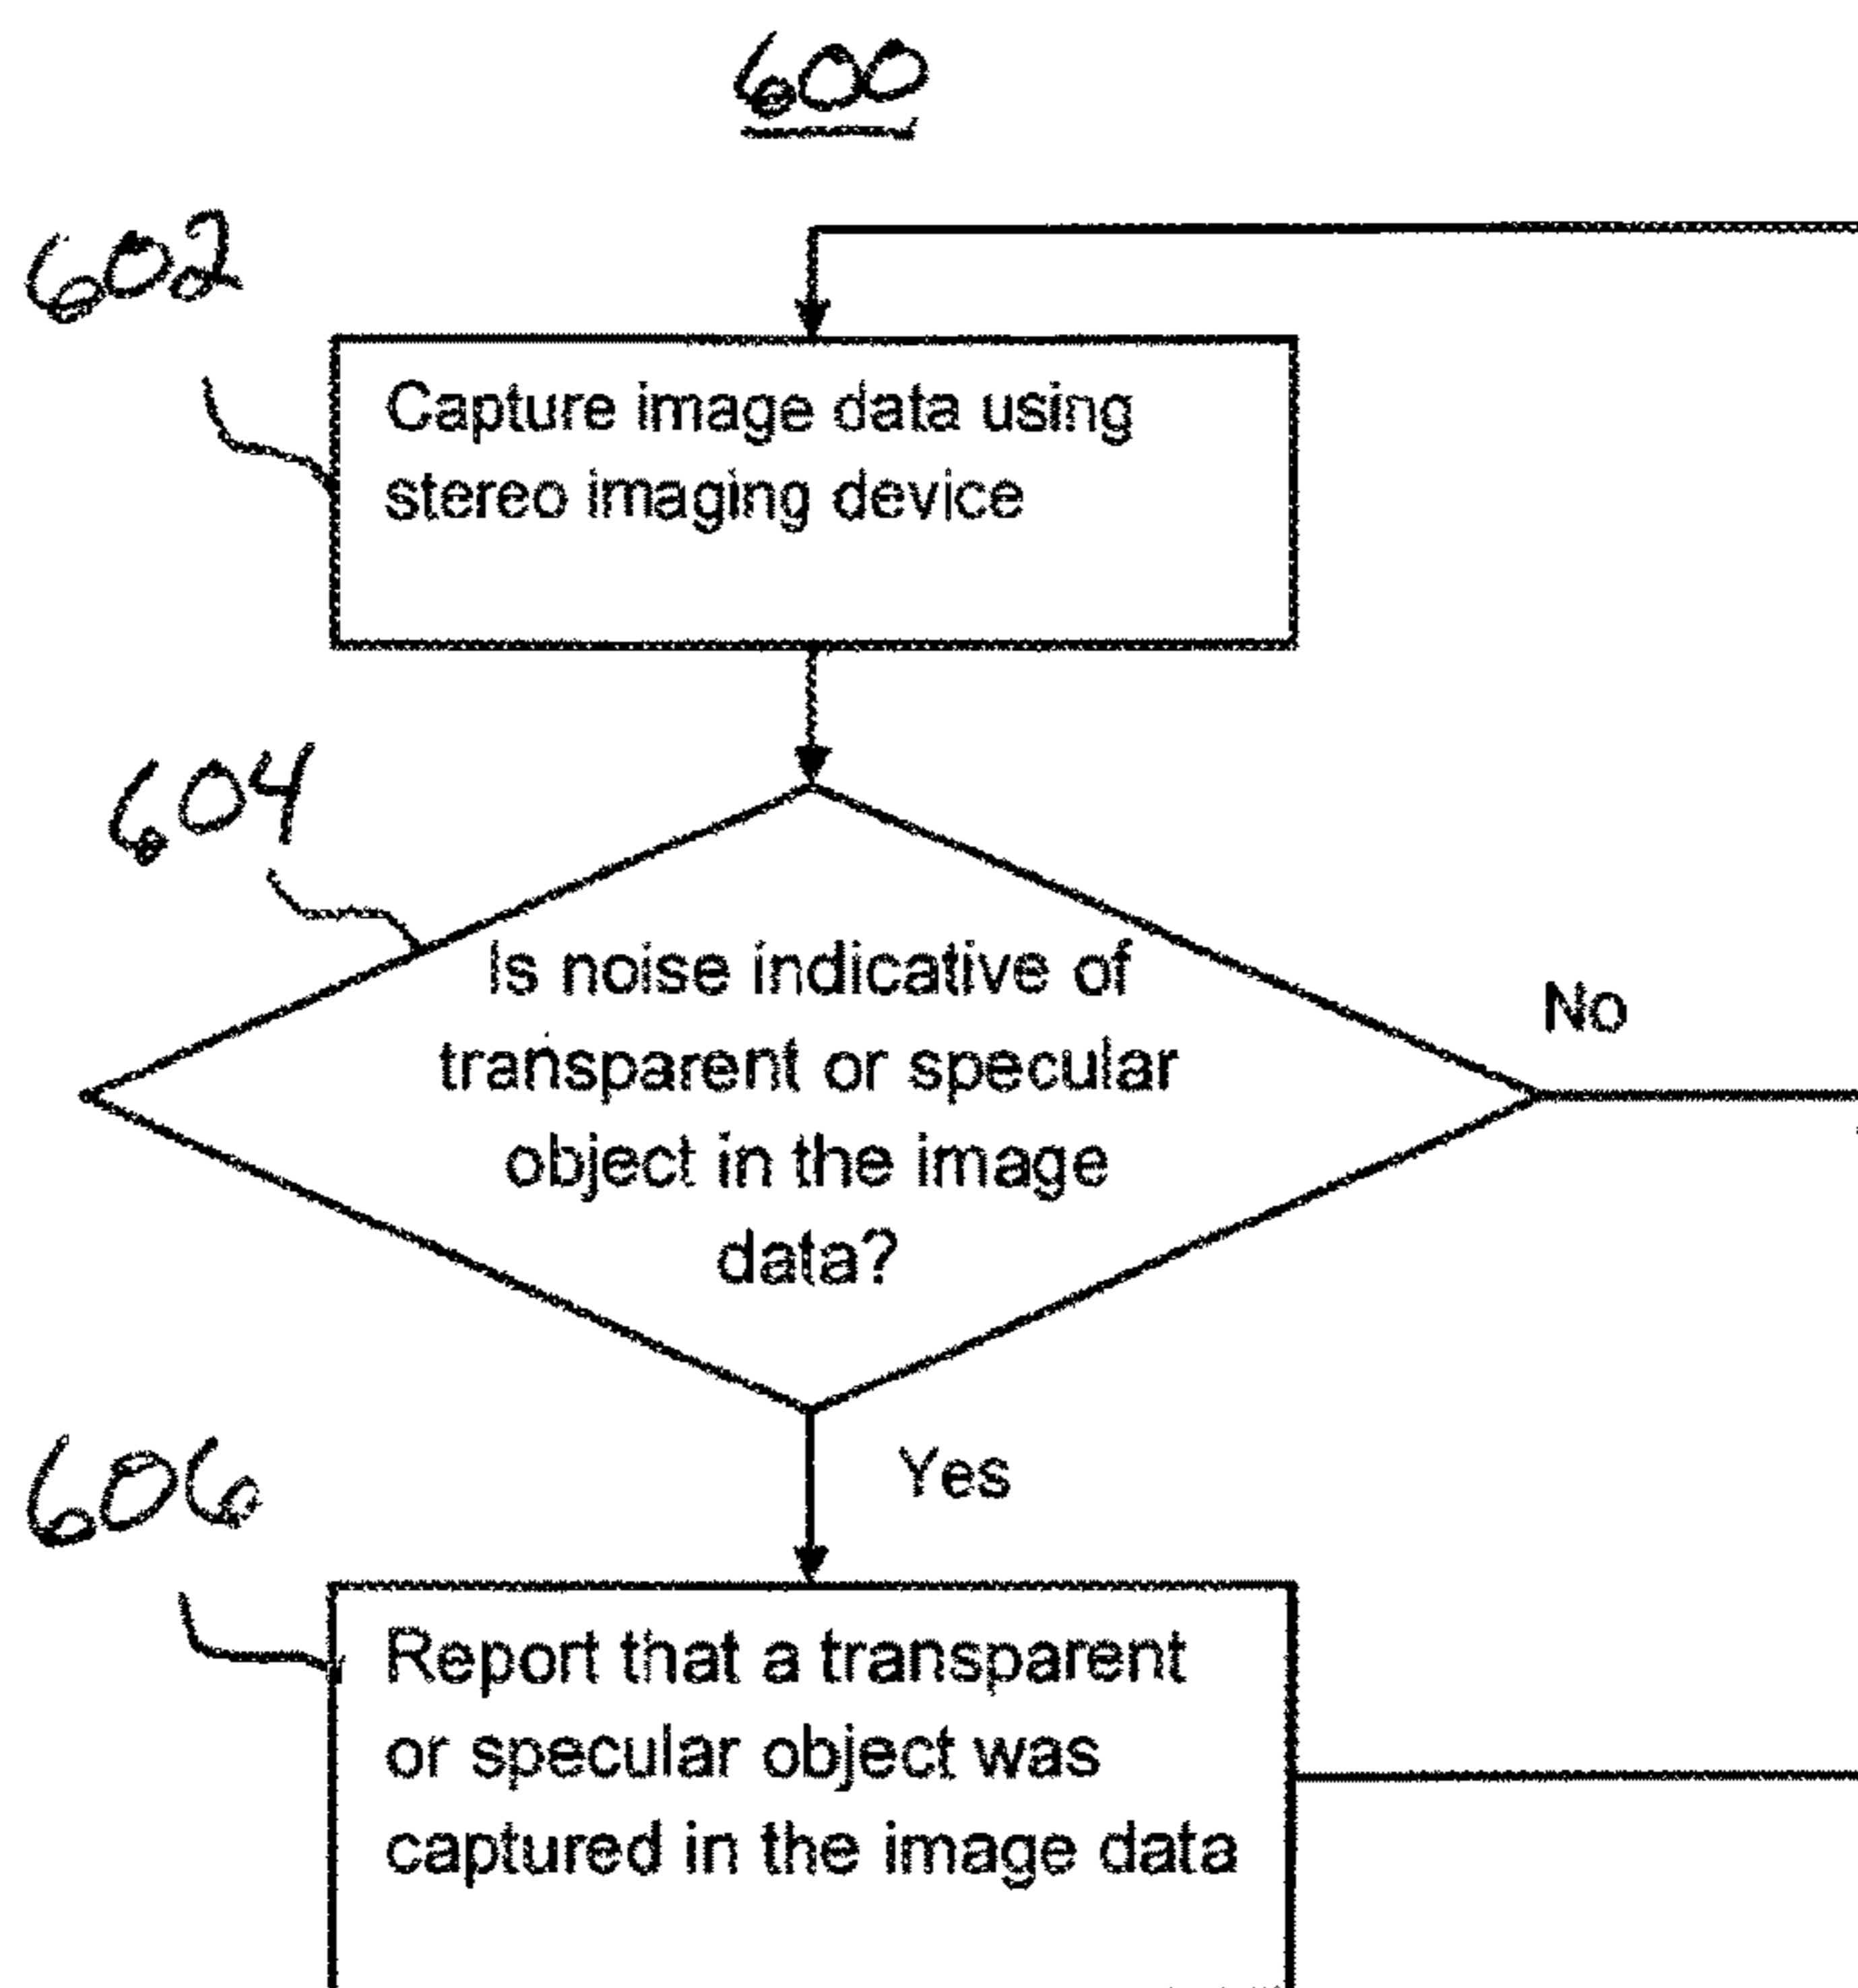 600
602
Capture image data using
stereo imaging device
604
Is noise indicative of
transparent or specular
object in the image
data?
No
Yes
606
Report that a transparent
or specular object was
captured in the image data